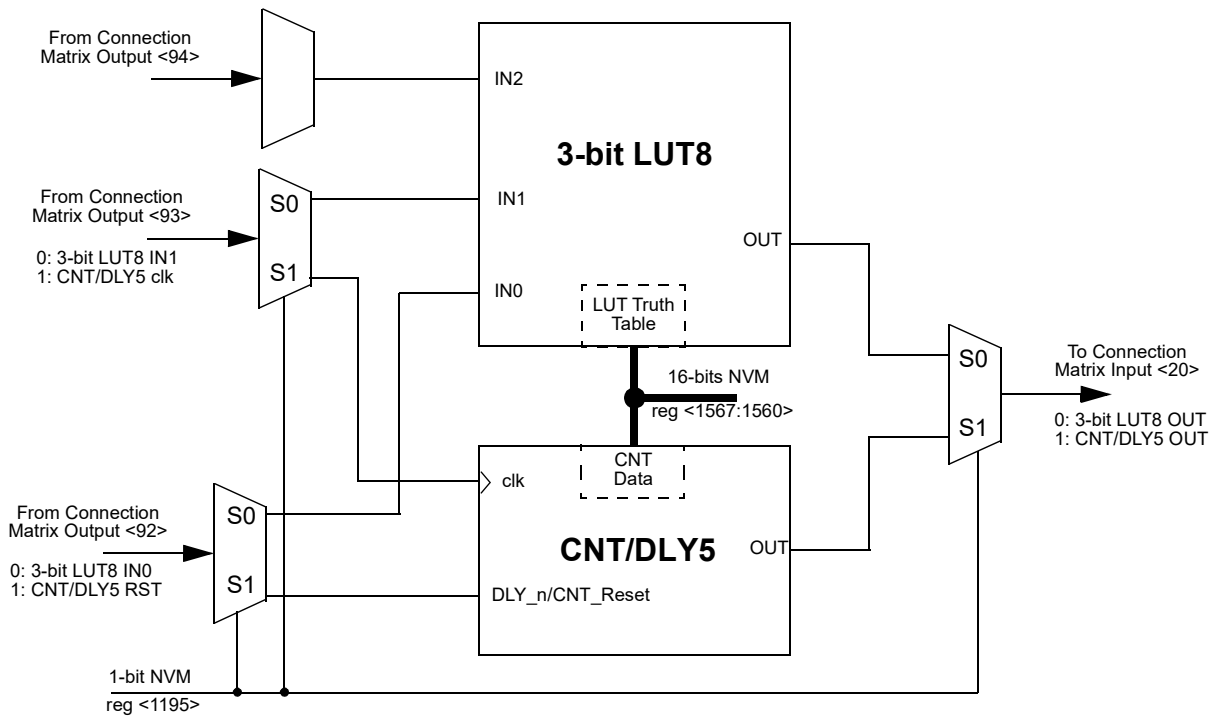 From Connection
Matrix Output <94>
IN2
3-bit LUT8
From Connection
Matrix Output <93>
0: 3-bit LUT8 IN1
1: CNT/DLY5 clk
S0
S1
IN1
IN0
OUT
LUT Truth
Table
16-bits NVM
reg <1567:1560>
S0
S1
To Connection
Matrix Input <20>
0: 3-bit LUT8 OUT
1: CNT/DLY5 OUT
CNT
Data
clk
CNT/DLY5
OUT
DLY_n/CNT_Reset
From Connection
Matrix Output <92>
0: 3-bit LUT8 IN0
1: CNT/DLY5 RST
S0
S1
1-bit NVM
reg <1195>